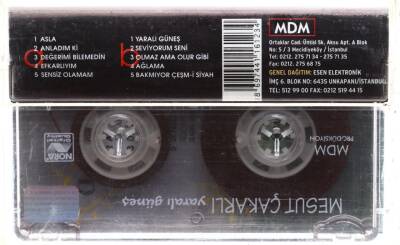 a
1 ASLA
2 ANLADIM Kİ
3 DEĞERİMİ BİLEMEDİN
4 EFKARLIYIM
5 SENSİZ OLAMAM
b
1 YARALI GÜNEŞ
2 SEVİYORUM SENİ
3 OLMAZ AMA OLUR GİBİ
4 AĞLAMA
5 BAKMIYOR ÇEŞM-İ SİYAH
8 697441 161234
MDM
Ortaklar Cad. Ünsal Sk. Aksu Apt. A Blok
No: 5 / 3 Mecidiyeköy / İstanbul
Tel: 0212. 275 71 34 - 275 71 35
Fax: 0212. 275 68 75
GENEL DAĞITIM: ESEN ELEKTRONİK
İMÇ 6. BLOK NO: 6435 UNKAPANI/İSTANBUL
TEL: 512 99 00 FAX: 0212 519 44 15
MESUT ÇAKARLI yaralı güneş
MDM
PRODÜKSİYON
NORA